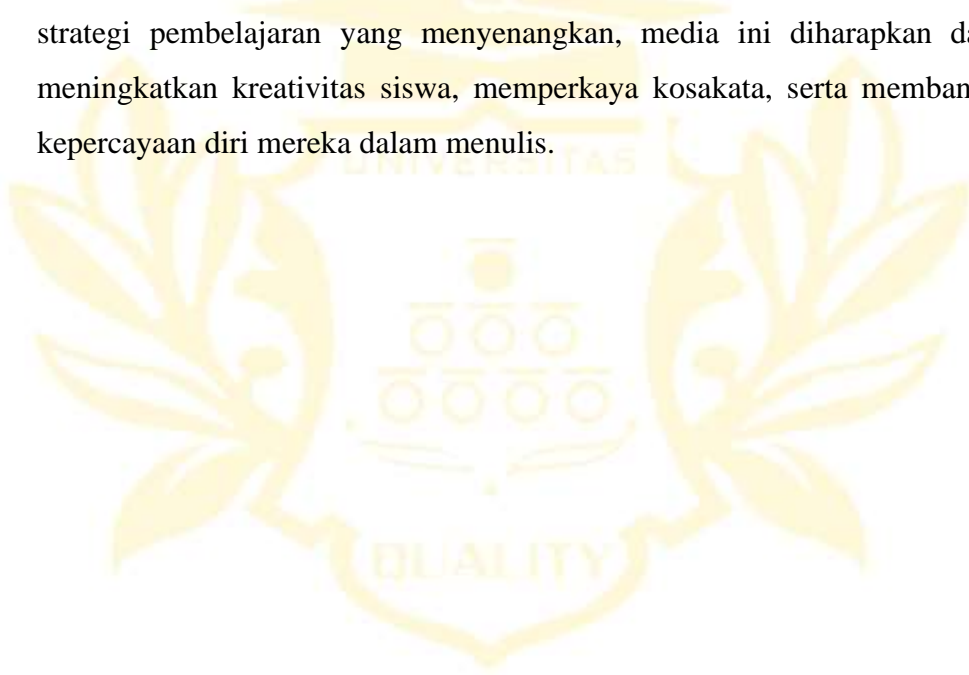 strategi pembelajaran yang menyenangkan, media ini diharapkan da
meningkatkan kreativitas siswa, memperkaya kosakata, serta memban
kepercayaan diri mereka dalam menulis.
UNIVERSITAS
QUALITY